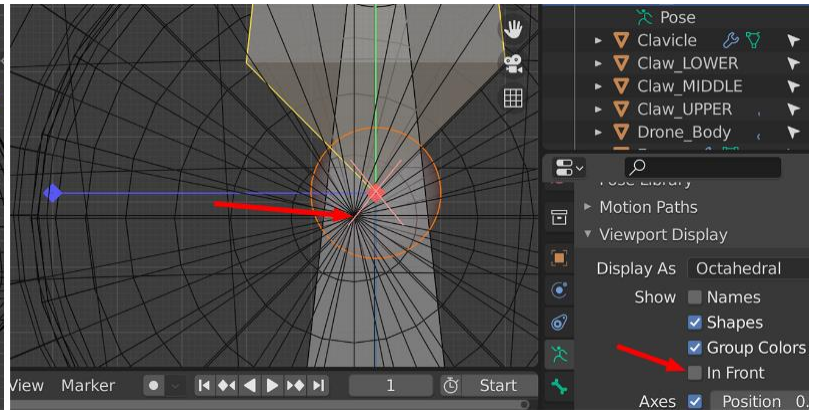 Pose
Clavicle
Claw_LOWER
Claw_MIDDLE
Claw_UPPER
Drone_Body
Pose Library
Motion Paths
Viewport Display
Display As Octahedral
Show Names
Shapes
Group Colors
In Front
Axes Position 0.
View Marker 1 Start